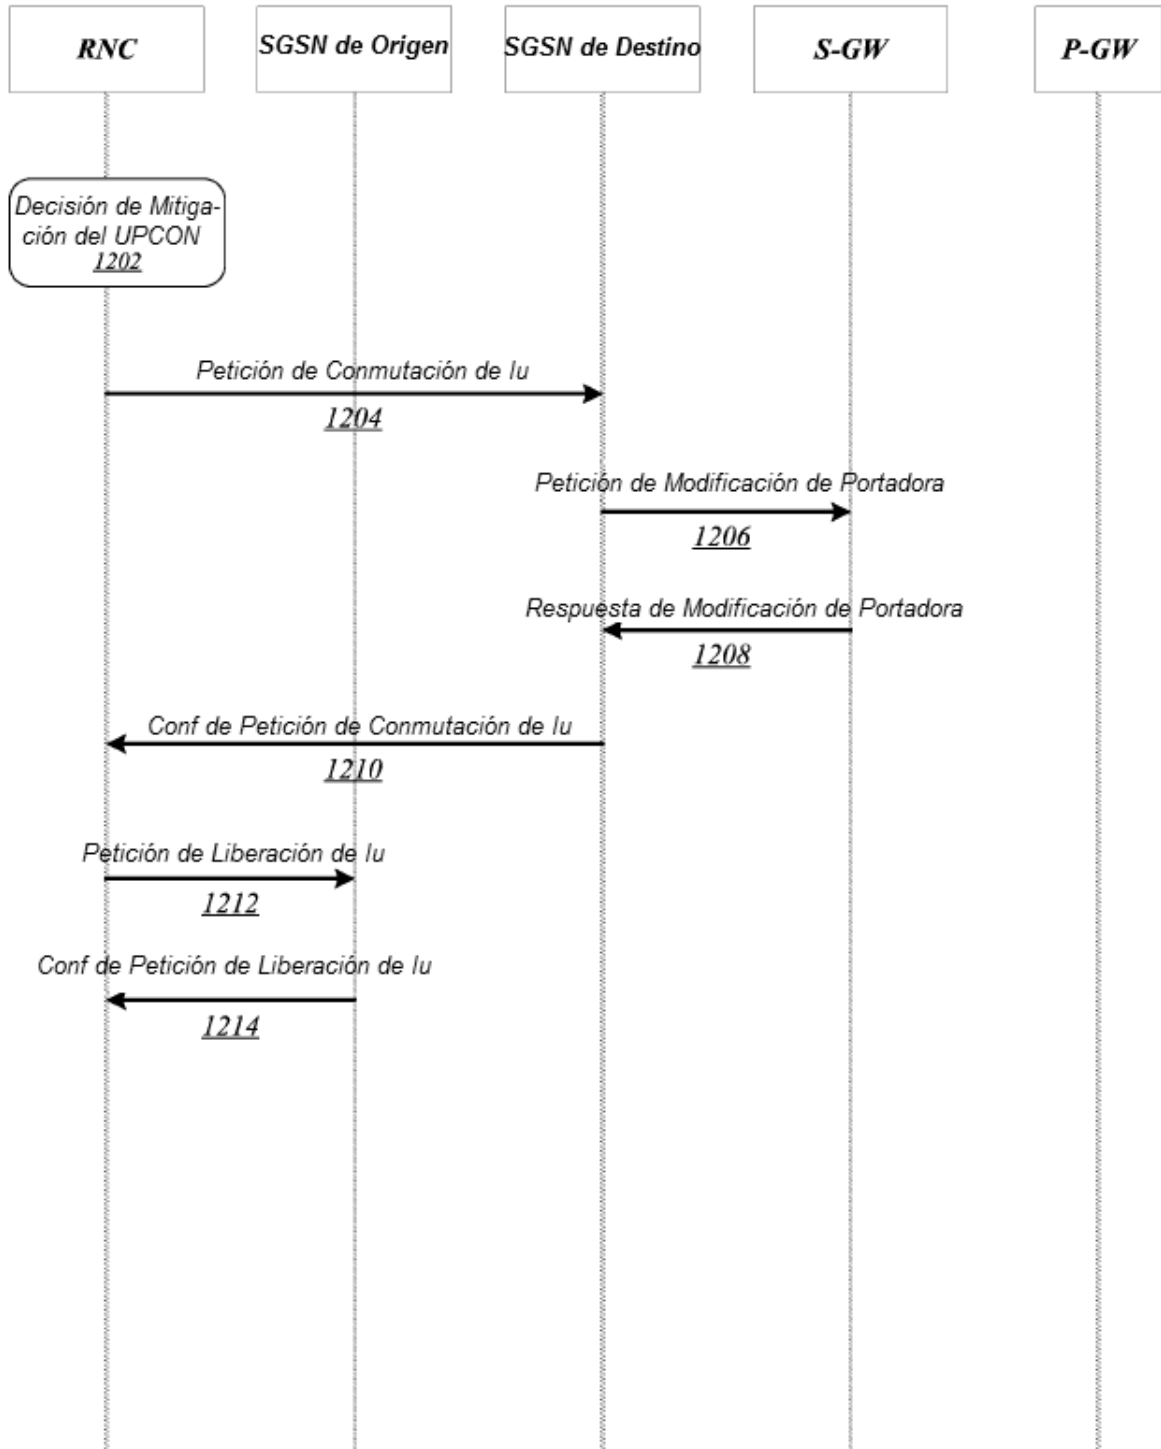 RNC
SGSN de Origen
SGSN de Destino
S-GW
P-GW
Decisión de Mitiga-
ción del UPCON
1202
Petición de Conmutación de Iu
1204
Petición de Modificación de Portadora
1206
Respuesta de Modificación de Portadora
1208
Conf de Petición de Conmutación de Iu
1210
Petición de Liberación de Iu
1212
Conf de Petición de Liberación de Iu
1214